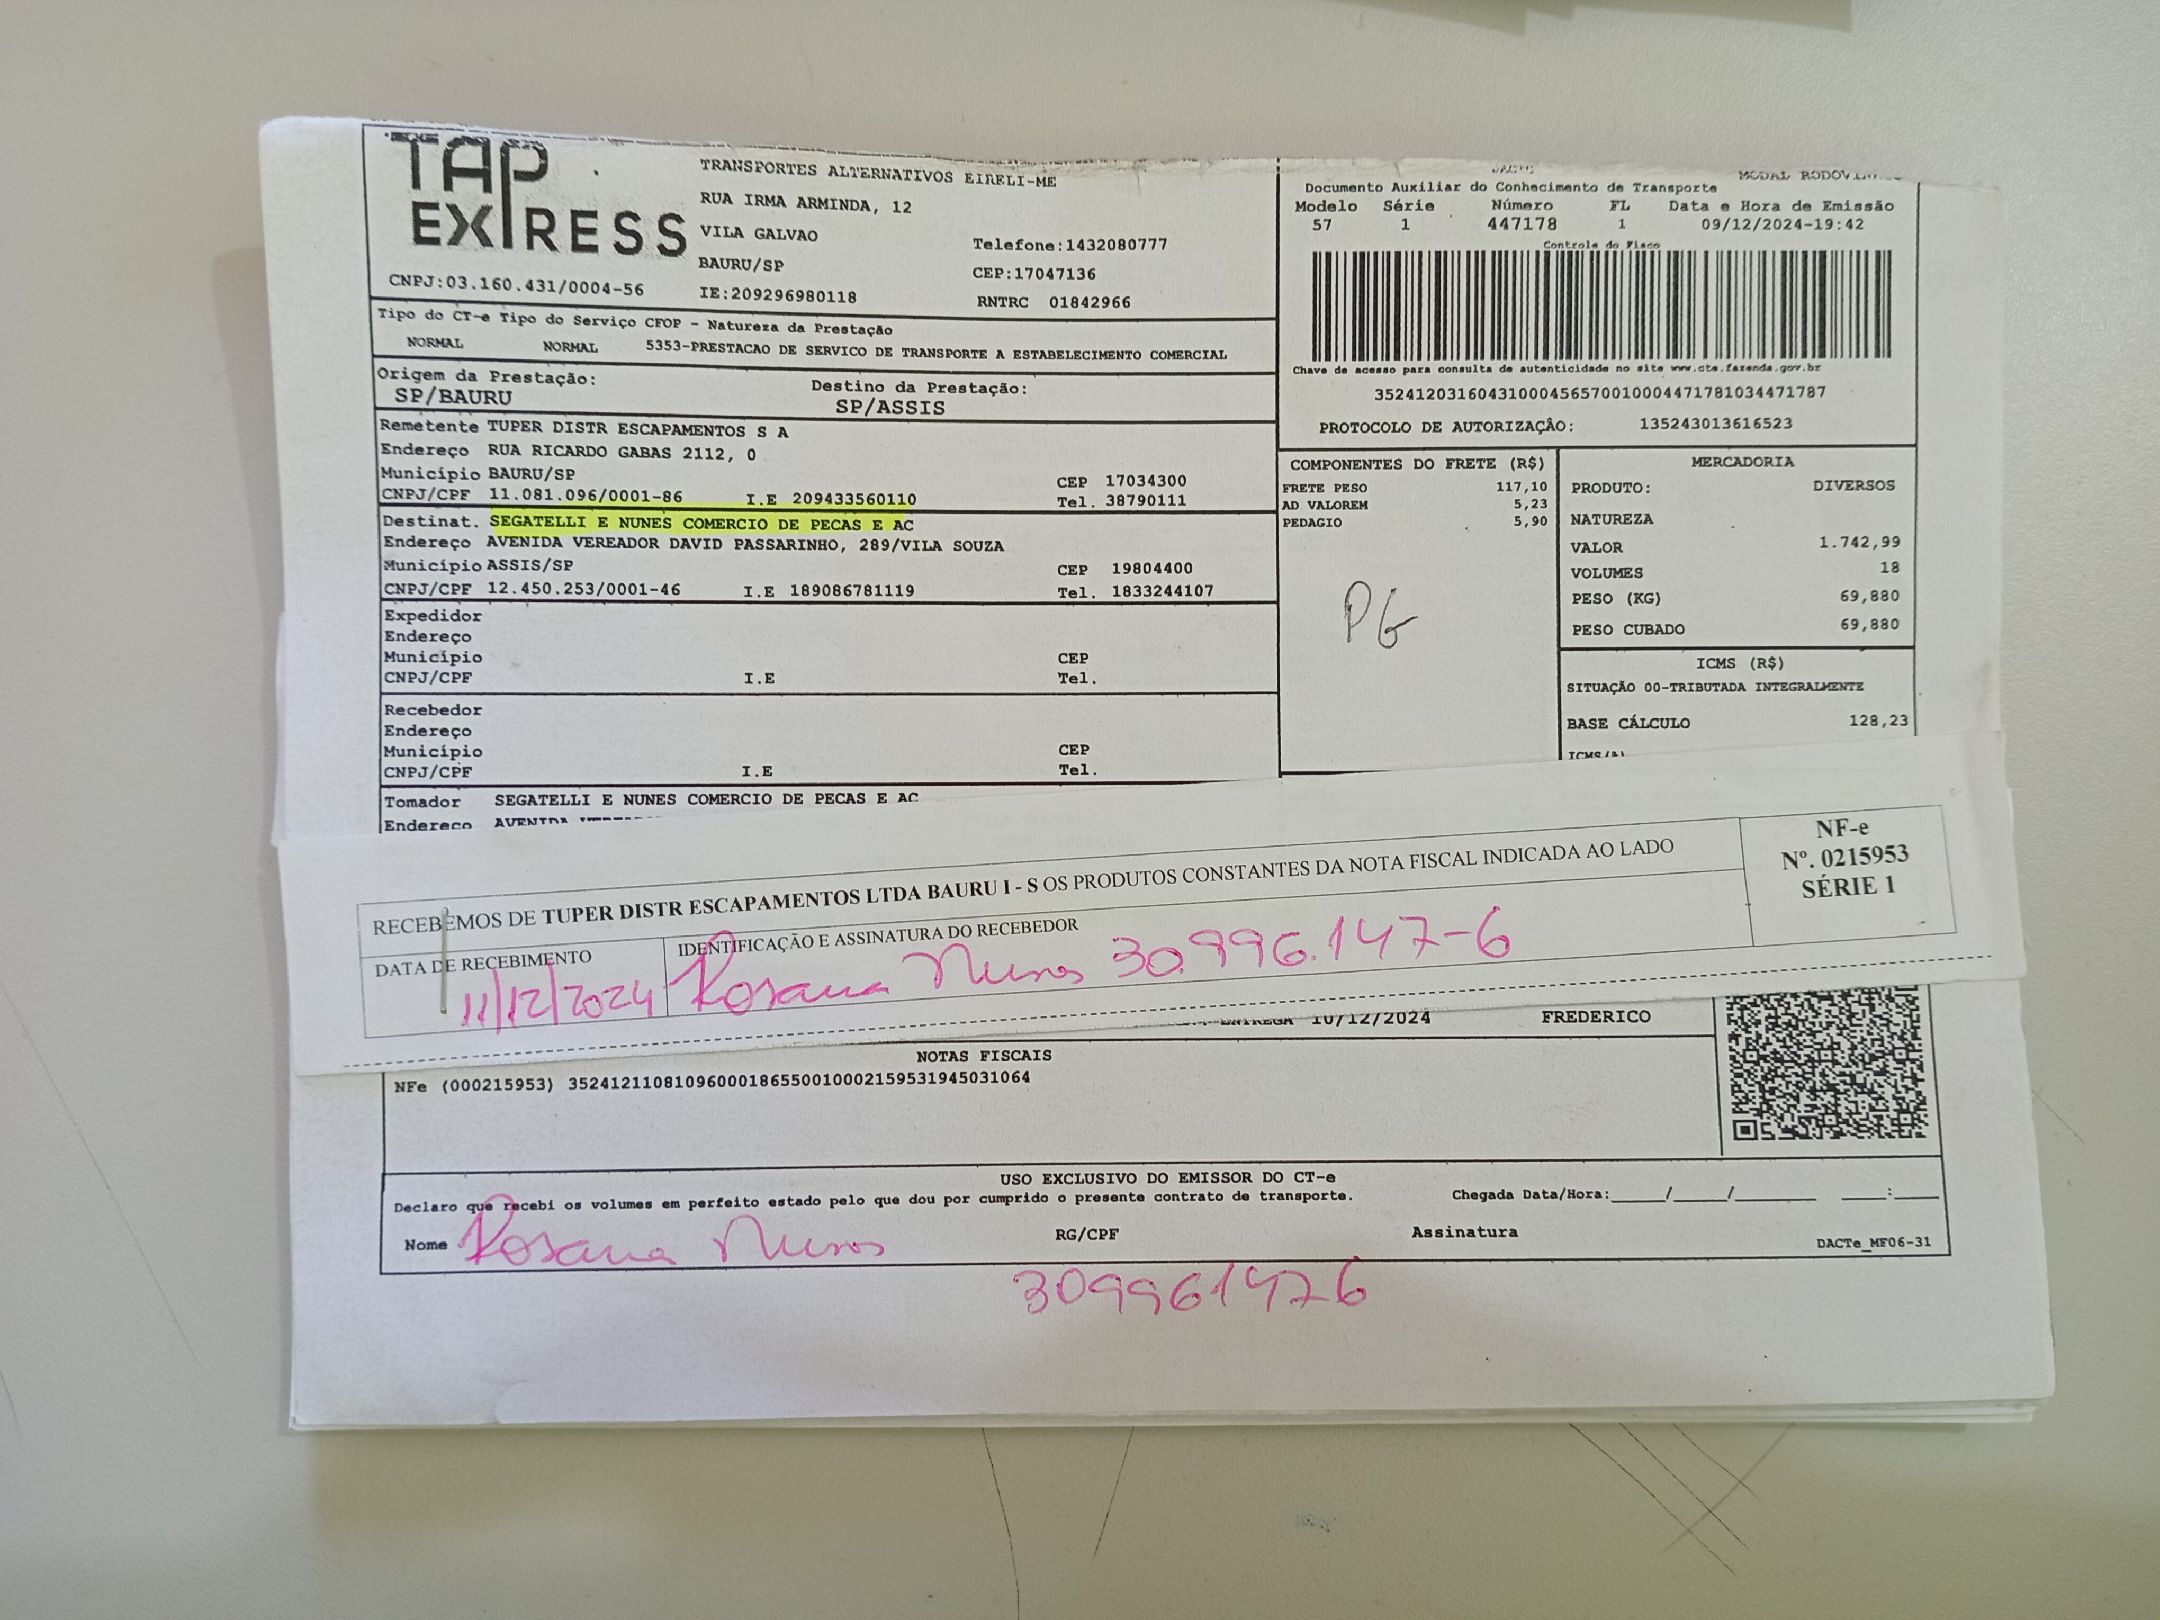 TAP EXPRESS
TRANSPORTES ALTERNATIVOS EIRELI-ME
RUA IRMA ARMINDA, 12
VILA GALVAO
Telefone:1432080777
BAURU/SP
CEP:17047136
CNPJ:03.160.431/0004-56
IE:209296980118
RNTRC 01842966
MODAL
Documento Auxiliar do Conhecimento de Transporte
Modelo Série Número FL Data e Hora de Emissão
57 1 447178 1 09/12/2024-19:42
Controle do Fisco
Chave de acesso para consulta de autenticidade no site www.cte.fazenda.gov.br
35241203160431000456570010004471781034471787
PROTOCOLO DE AUTORIZAÇÂO: 135243013616523
Tipo do CT-e Tipo do Serviço CFOP - Natureza da Prestação
NORMAL NORMAL 5353-PRESTACAO DE SERVICO DE TRANSPORTE A ESTABELECIMENTO COMERCIAL
Origem da Prestação: Destino da Prestação:
SP/BAURU SP/ASSIS
Remetente TUPER DISTR ESCAPAMENTOS S A
Endereço RUA RICARDO GABAS 2112, 0
Município BAURU/SP CEP 17034300
CNPJ/CPF 11.081.096/0001-86 I.E 209433560110 Tel. 38790111
Destinat. SEGATELLI E NUNES COMERCIO DE PECAS E AC
Endereço AVENIDA VEREADOR DAVID PASSARINHO, 289/VILA SOUZA
Município ASSIS/SP CEP 19804400
CNPJ/CPF 12.450.253/0001-46 I.E 189086781119 Tel. 1833244107
Expedidor
Endereço
Município CEP
CNPJ/CPF I.E Tel.
Recebedor
Endereço
Município CEP
CNPJ/CPF I.E Tel.
Tomador SEGATELLI E NUNES COMERCIO DE PECAS E AC
Endereço AVENIDA
COMPONENTES DO FRETE (R$)
FRETE PESO 117,10
AD VALOREM 5,23
PEDAGIO 5,90
PG
MERCADORIA
PRODUTO: DIVERSOS
NATUREZA
VALOR 1.742,99
VOLUMES 18
PESO (KG) 69,880
PESO CUBADO 69,880
ICMS (R$)
SITUAÇÃO 00-TRIBUTADA INTEGRALMENTE
BASE CÁLCULO 128,23
RECEBEMOS DE TUPER DISTR ESCAPAMENTOS LTDA BAURU I - S OS PRODUTOS CONSTANTES DA NOTA FISCAL INDICADA AO LADO
DATA DE RECEBIMENTO
IDENTIFICAÇÃO E ASSINATURA DO RECEBEDOR
11/12/2024 Rosana Nunes 30.996.147-6
NF-e
Nº. 0215953
SÉRIE 1
ENTREGA 10/12/2024 FREDERICO
NOTAS FISCAIS
NFe (000215953) 35241211081096000186550010002159531945031064
USO EXCLUSIVO DO EMISSOR DO CT-e
Declaro que recebi os volumes em perfeito estado pelo que dou por cumprido o presente contrato de transporte. Chegada Data/Hora:____/____/______ ___:___
Nome Rosana Nunes RG/CPF Assinatura
309961476
DACTe_MF06-31